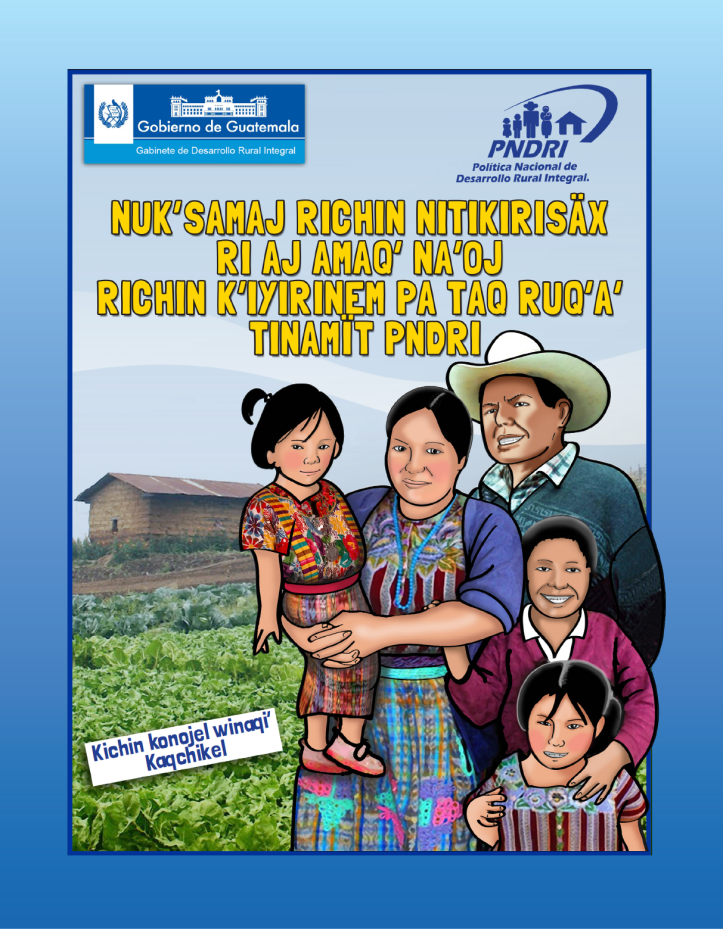 Gobierno de Guatemala
Gabinete de Desarrollo Rural Integral
PNDRI
Política Nacional de
Desarrollo Rural Integral.
NUK'SAMAJ RICHIN NITIKIRISÄX
RI AJ AMAQ' NA'OJ
RICHIN K'IYIRINEM PA TAQ RUQ'A'
TINAMÏT PNDRI
Kichin konojel winaqi'
Kaqchikel